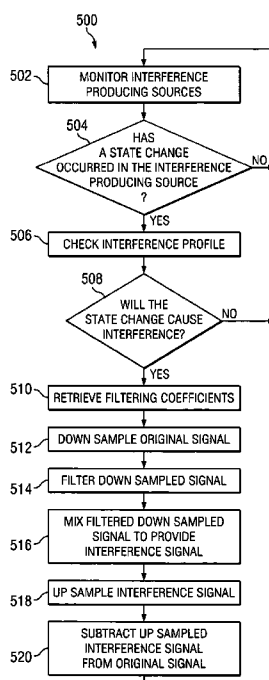 500
502
MONITOR INTERFERENCE
PRODUCING SOURCES
504
HAS
A STATE CHANGE
OCCURRED IN THE INTERFERENCE
PRODUCING SOURCE
?
NO
YES
506
CHECK INTERFERENCE PROFILE
508
WILL THE
STATE CHANGE CAUSE
INTERFERENCE?
NO
YES
510
RETRIEVE FILTERING COEFFICIENTS
512
DOWN SAMPLE ORIGINAL SIGNAL
514
FILTER DOWN SAMPLED SIGNAL
516
MIX FILTERED DOWN SAMPLED
SIGNAL TO PROVIDE
INTERFERENCE SIGNAL
518
UP SAMPLE INTERFERENCE SIGNAL
520
SUBTRACT UP SAMPLED
INTERFERENCE SIGNAL
FROM ORIGINAL SIGNAL